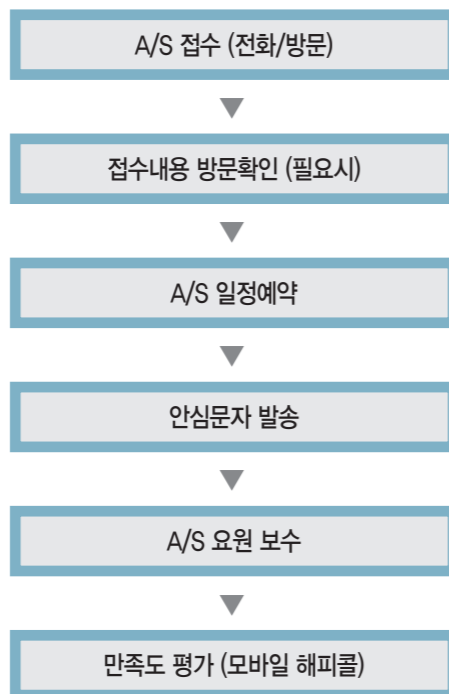 A/S 접수 (전화/방문)
접수내용 방문확인 (필요시)
A/S 일정예약
안심문자 발송
A/S 요원 보수
만족도 평가 (모바일 해피콜)